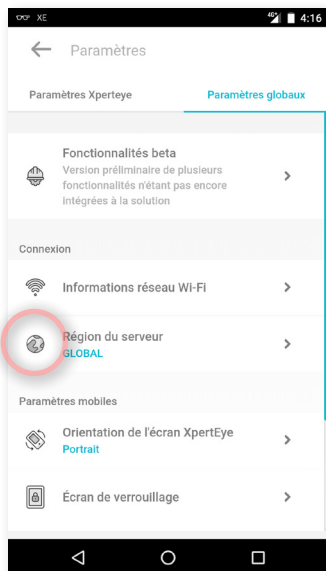 XE 4G 4:16
Paramètres
Paramètres Xperteye Paramètres globaux
Fonctionnalités beta
Version préliminaire de plusieurs
fonctionnalités n'étant pas encore
intégrées à la solution
Connexion
Informations réseau Wi-Fi
Région du serveur
GLOBAL
Paramètres mobiles
Orientation de l'écran XpertEye
Portrait
Écran de verrouillage